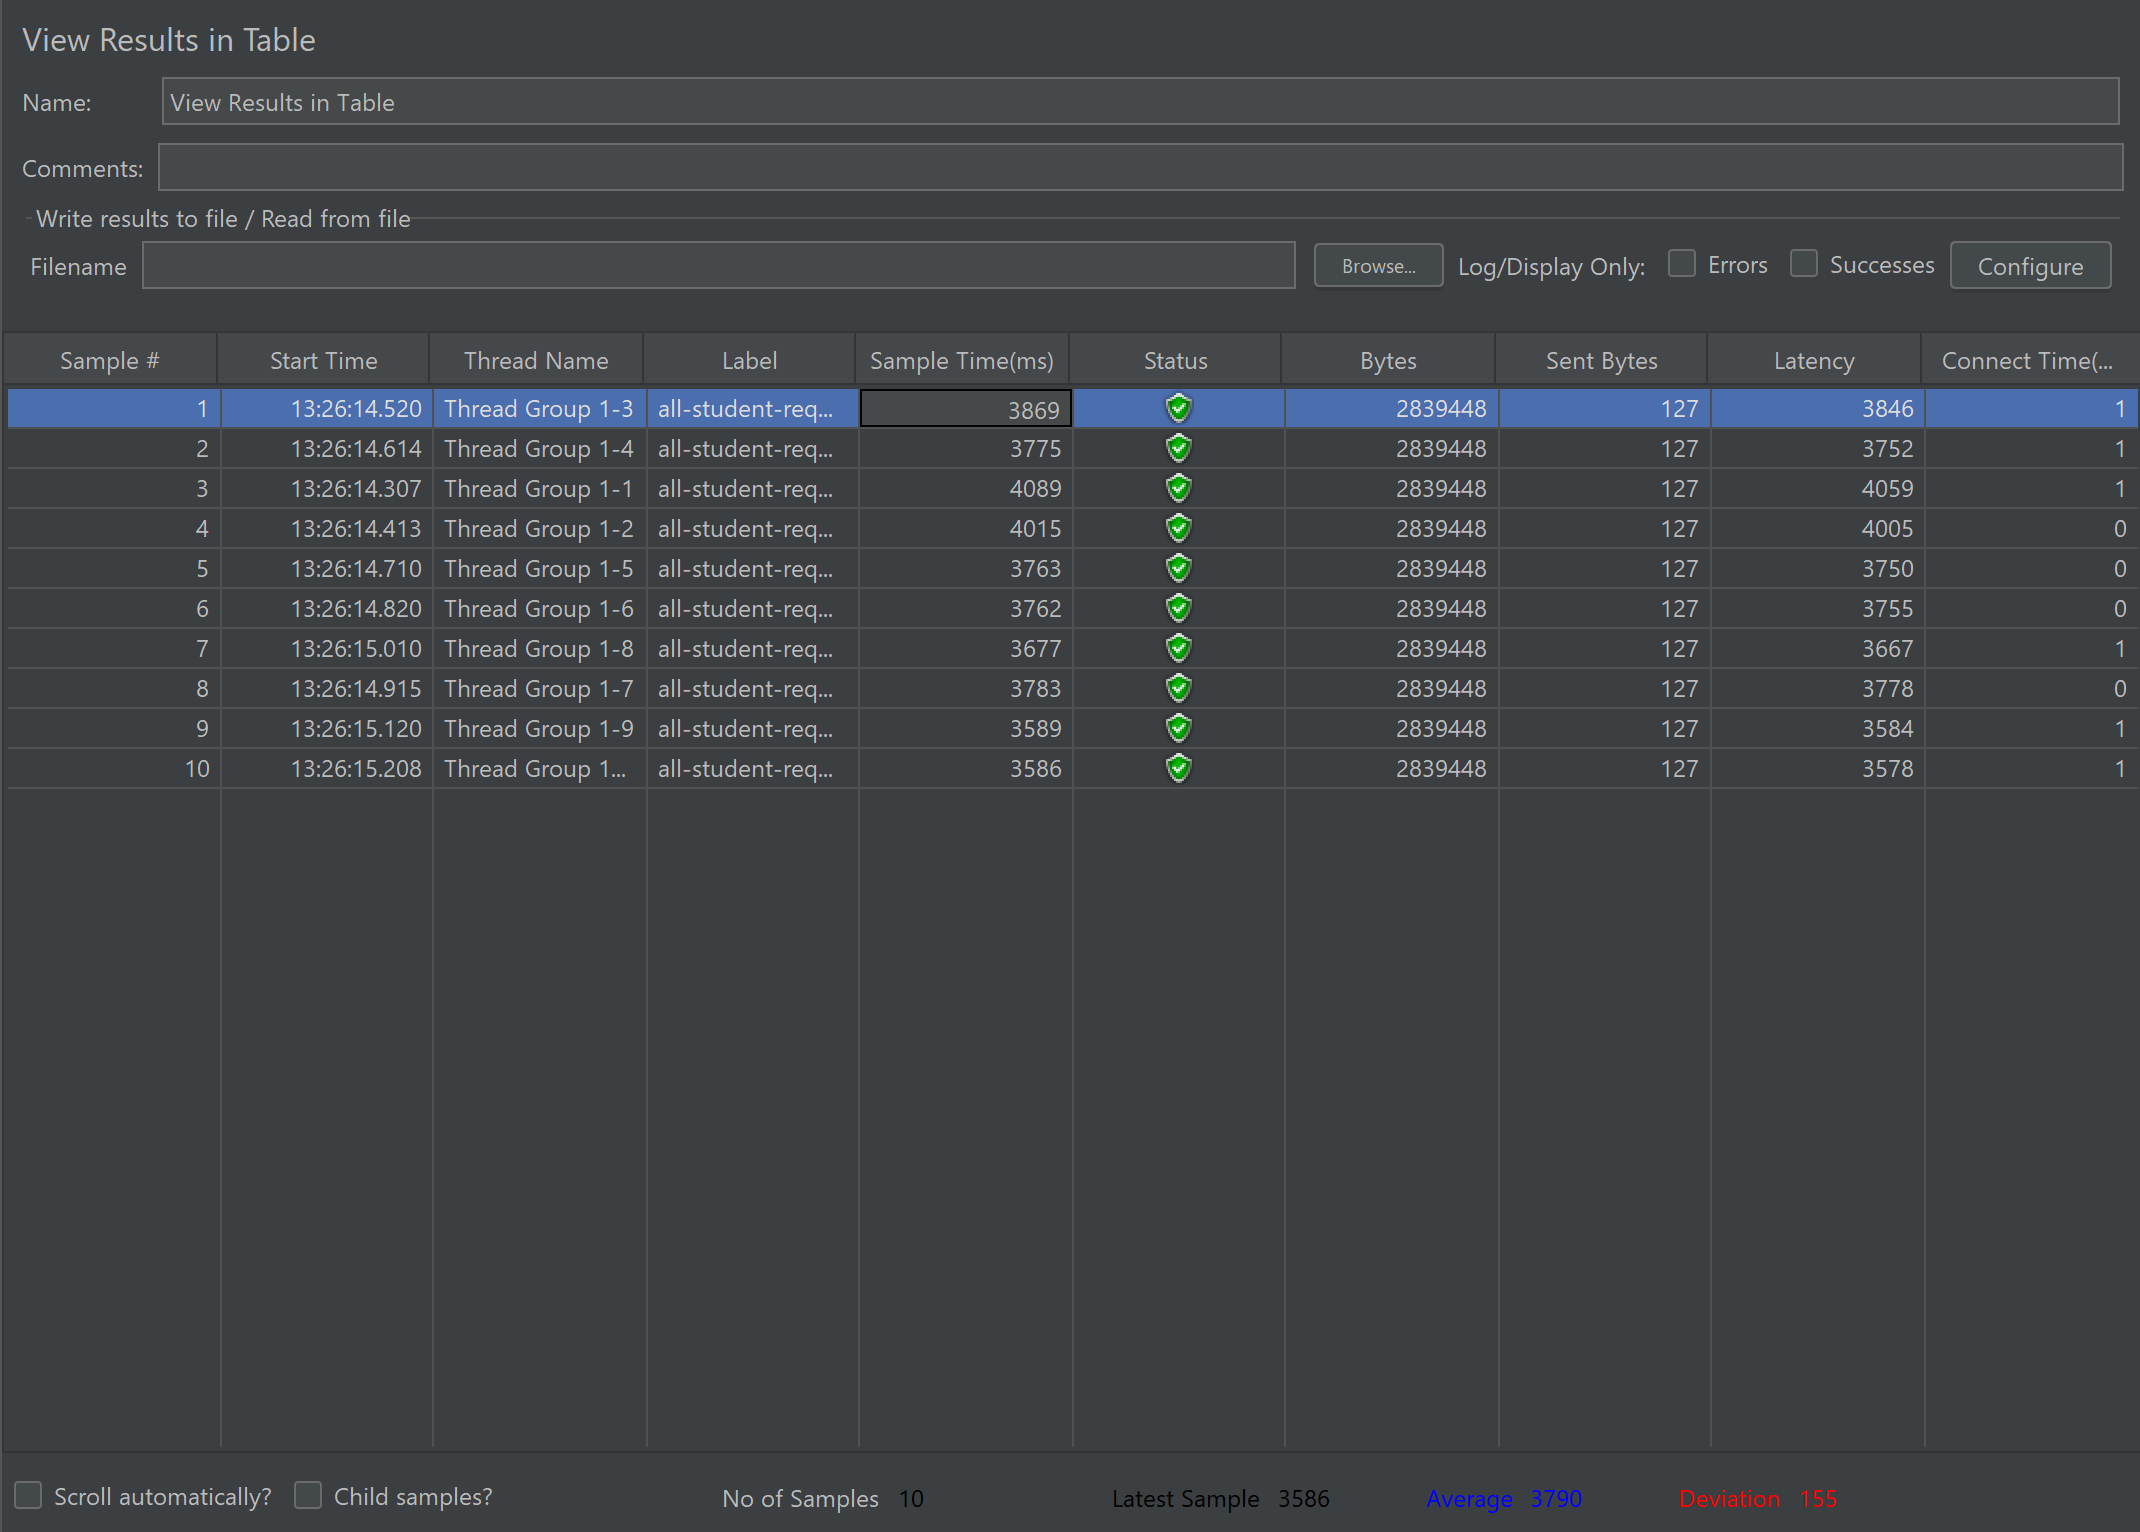 View Results in Table
Name: View Results in Table
Comments:
Write results to file / Read from file
Filename Browse... Log/Display Only: Errors Successes Configure
Sample # Start Time Thread Name Label Sample Time(ms) Status Bytes Sent Bytes Latency Connect Time(...
1 13:26:14.520 Thread Group 1-3 all-student-req... 3869 2839448 127 3846 1
2 13:26:14.614 Thread Group 1-4 all-student-req... 3775 2839448 127 3752 1
3 13:26:14.307 Thread Group 1-1 all-student-req... 4089 2839448 127 4059 1
4 13:26:14.413 Thread Group 1-2 all-student-req... 4015 2839448 127 4005 0
5 13:26:14.710 Thread Group 1-5 all-student-req... 3763 2839448 127 3750 0
6 13:26:14.820 Thread Group 1-6 all-student-req... 3762 2839448 127 3755 0
7 13:26:15.010 Thread Group 1-8 all-student-req... 3677 2839448 127 3667 1
8 13:26:14.915 Thread Group 1-7 all-student-req... 3783 2839448 127 3778 0
9 13:26:15.120 Thread Group 1-9 all-student-req... 3589 2839448 127 3584 1
10 13:26:15.208 Thread Group 1... all-student-req... 3586 2839448 127 3578 1
Scroll automatically? Child samples? No of Samples 10 Latest Sample 3586 Average 3790 Deviation 155